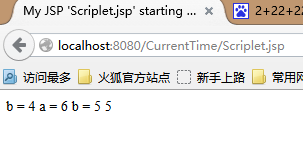 My JSP 'Scriplet.jsp' starting ... × 2+22+22
localhost:8080/CurrentTime/Scriplet.jsp
访问最多 火狐官方站点 新手上路 常用网
b = 4 a = 6 b = 5 5